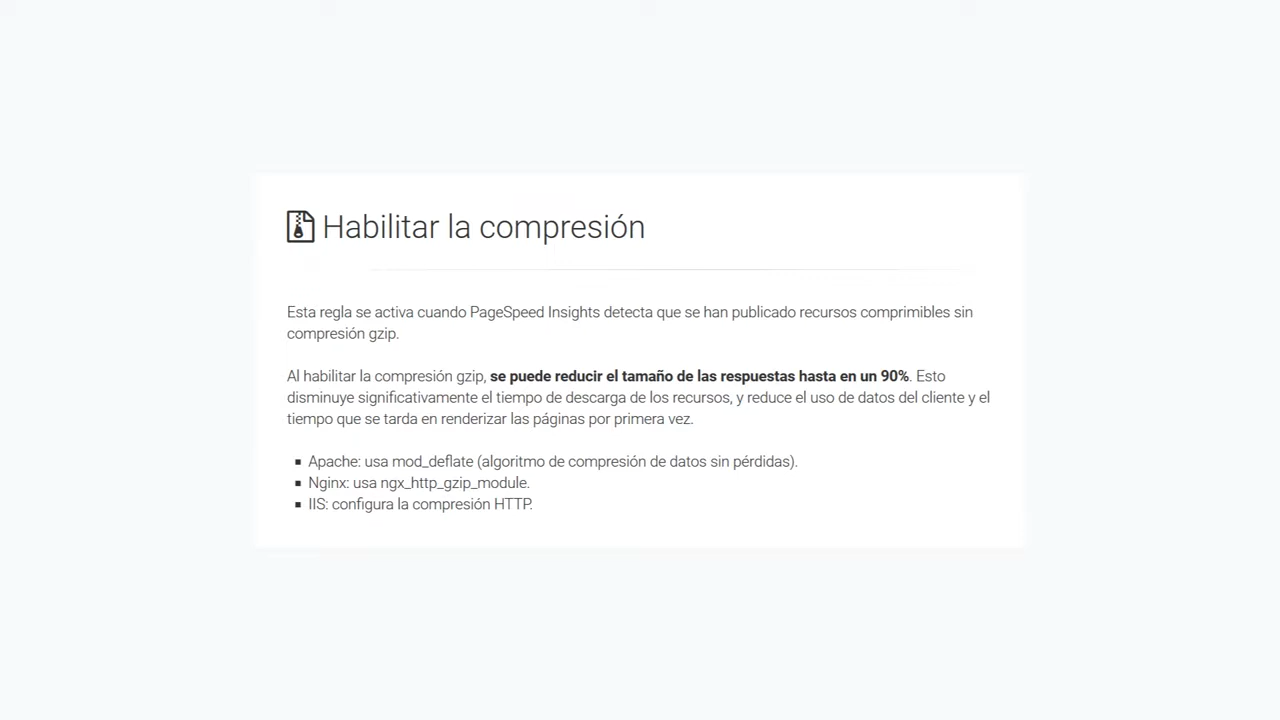 Habilitar la compresión
Esta regla se activa cuando PageSpeed Insights detecta que se han publicado recursos comprimibles sin
compresión gzip.
Al habilitar la compresión gzip, se puede reducir el tamaño de las respuestas hasta en un 90%. Esto
disminuye significativamente el tiempo de descarga de los recursos, y reduce el uso de datos del cliente y el
tiempo que se tarda en renderizar las páginas por primera vez.
▪ Apache: usa mod_deflate (algoritmo de compresión de datos sin pérdidas).
▪ Nginx: usa ngx_http_gzip_module.
▪ IIS: configura la compresión HTTP.